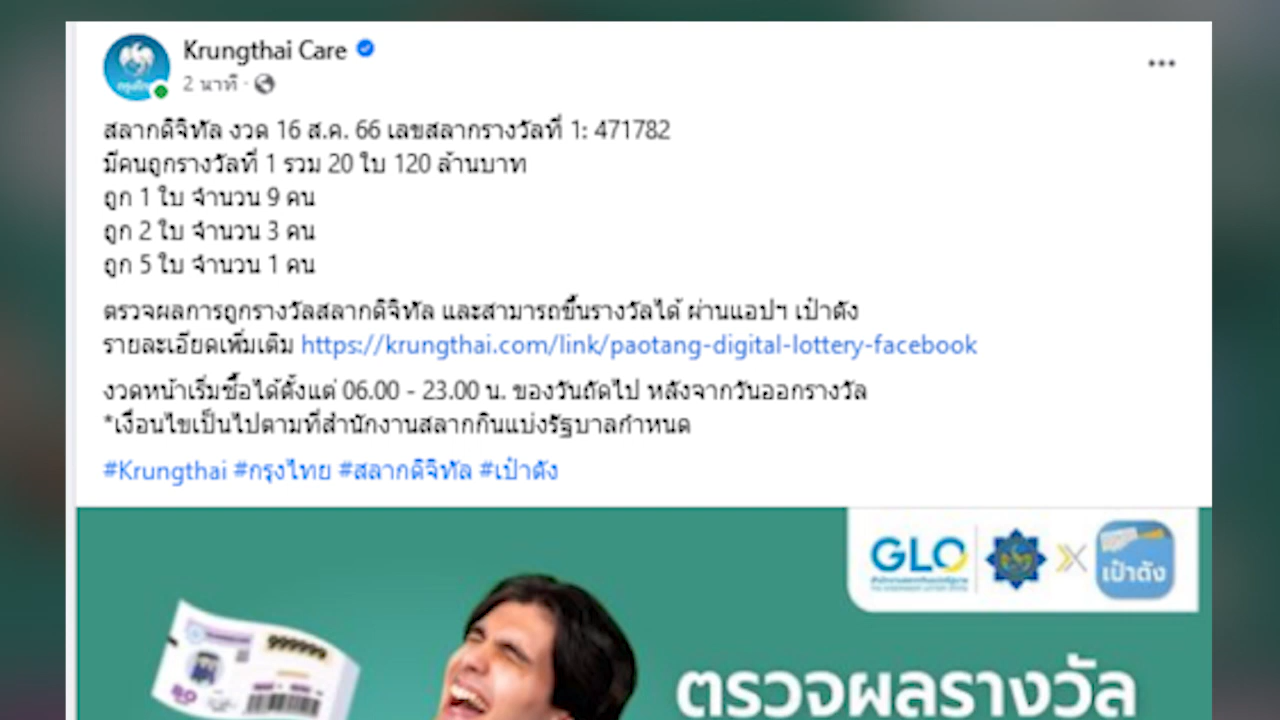 Krungthai Care
2 นาที ·
สลากดิจิทัล งวด 16 ส.ค. 66 เลขสลากรางวัลที่ 1: 471782
มีคนถูกรางวัลที่ 1 รวม 20 ใบ 120 ล้านบาท
ถูก 1 ใบ จำนวน 9 คน
ถูก 2 ใบ จำนวน 3 คน
ถูก 5 ใบ จำนวน 1 คน
ตรวจผลการถูกรางวัลสลากดิจิทัล และสามารถขึ้นรางวัลได้ ผ่านแอปฯ เป๋าตัง
รายละเอียดเพิ่มเติม https://krungthai.com/link/paotang-digital-lottery-facebook
งวดหน้าเริ่มซื้อได้ตั้งแต่ 06.00 - 23.00 น. ของวันถัดไป หลังจากวันออกรางวัล
*เงื่อนไขเป็นไปตามที่สำนักงานสลากกินแบ่งรัฐบาลกำหนด
#Krungthai #กรุงไทย #สลากดิจิทัล #เป๋าตัง
GLO
เป๋าตัง
999999
80
ตรวจผลรางวัล